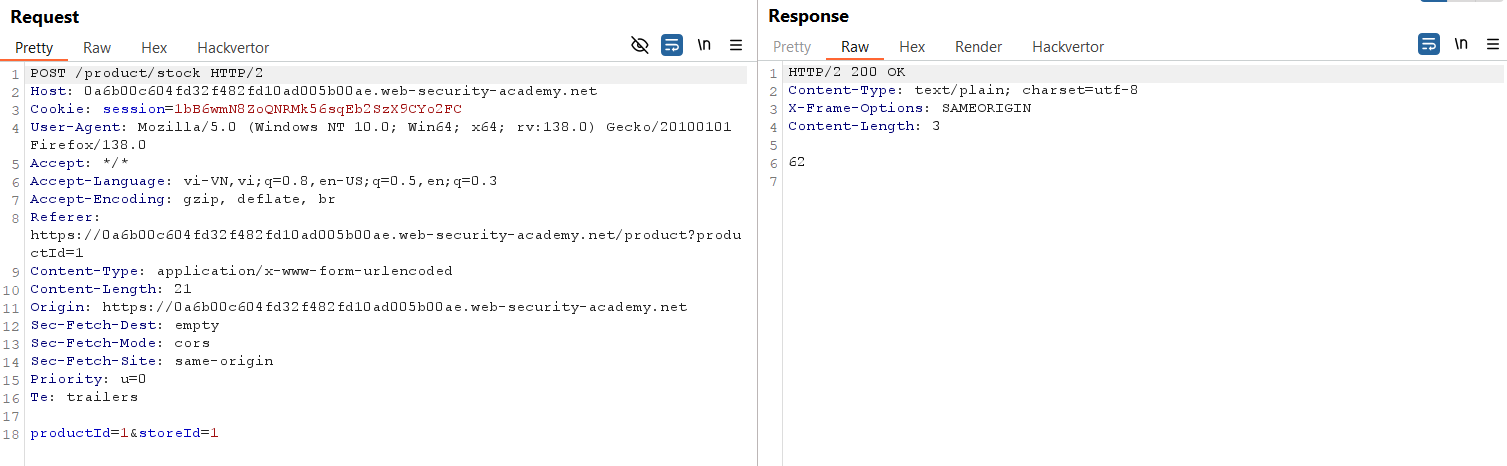 Request
Pretty Raw Hex Hackvertor \n
1 POST /product/stock HTTP/2
2 Host: 0a6b00c604fd32f482fd10ad005b00ae.web-security-academy.net
3 Cookie: session=1bB6wmN8ZoQNRMk56sqEb2SzX9CYo2FC
4 User-Agent: Mozilla/5.0 (Windows NT 10.0; Win64; x64; rv:138.0) Gecko/20100101
Firefox/138.0
5 Accept: */*
6 Accept-Language: vi-VN,vi;q=0.8,en-US;q=0.5,en;q=0.3
7 Accept-Encoding: gzip, deflate, br
8 Referer:
https://0a6b00c604fd32f482fd10ad005b00ae.web-security-academy.net/product?produ
ctId=1
9 Content-Type: application/x-www-form-urlencoded
10 Content-Length: 21
11 Origin: https://0a6b00c604fd32f482fd10ad005b00ae.web-security-academy.net
12 Sec-Fetch-Dest: empty
13 Sec-Fetch-Mode: cors
14 Sec-Fetch-Site: same-origin
15 Priority: u=0
16 Te: trailers
17
18 productId=1&storeId=1
Response
Pretty Raw Hex Render Hackvertor \n
1 HTTP/2 200 OK
2 Content-Type: text/plain; charset=utf-8
3 X-Frame-Options: SAMEORIGIN
4 Content-Length: 3
5
6 62
7